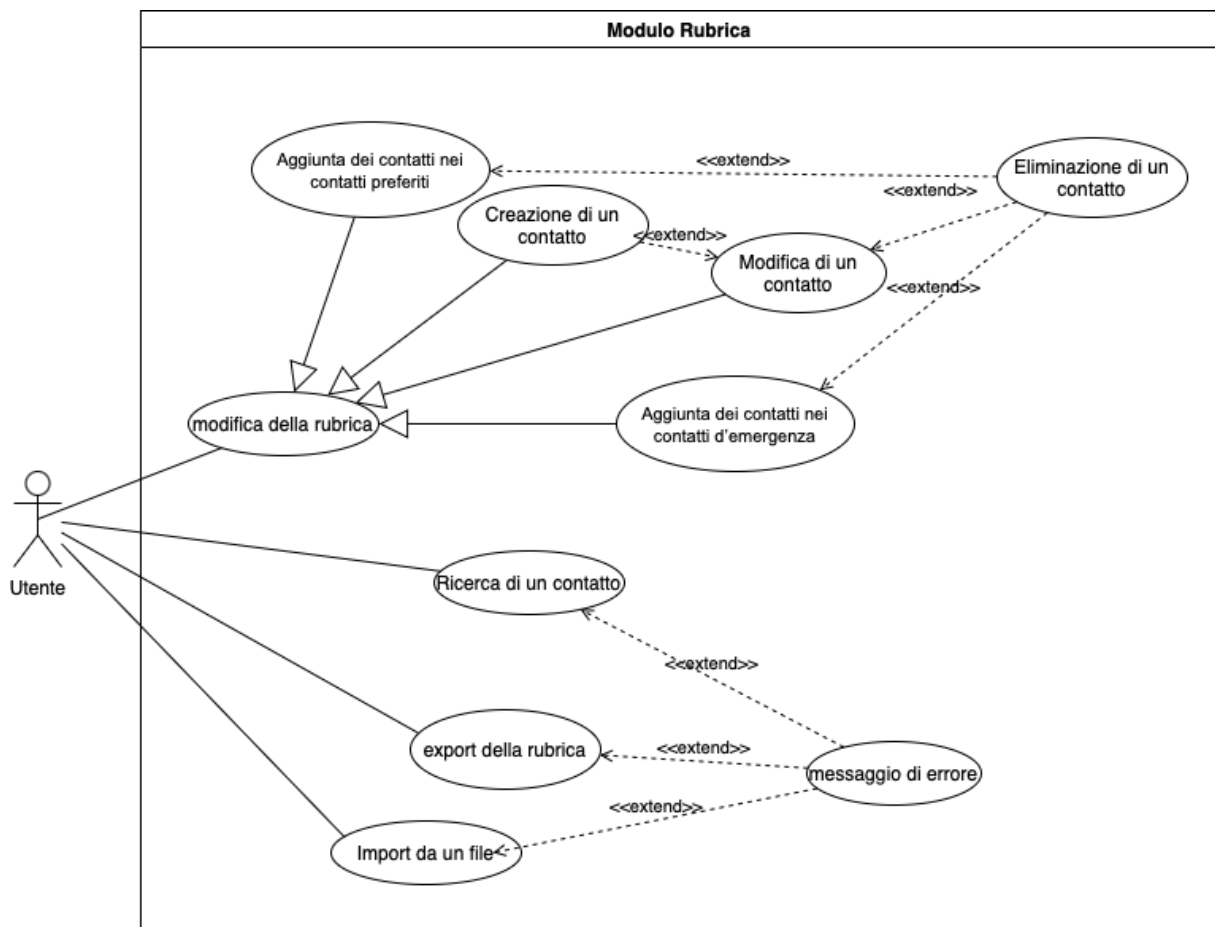 Modulo Rubrica
Aggiunta dei contatti nei
contatti preferiti
<<extend>>
Eliminazione di un
contatto
<<extend>>
Creazione di un
contatto
<<extend>>
Modifica di un
contatto
<<extend>>
modifica della rubrica
Aggiunta dei contatti nei
contatti d'emergenza
Utente
Ricerca di un contatto
<<extend>>
export della rubrica
<<extend>>
messaggio di errore
<<extend>>
Import da un file